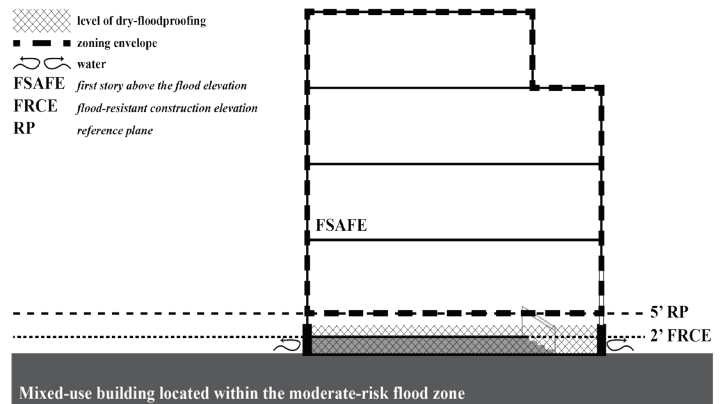 level of dry-floodproofing
zoning envelope
water
FSAFE first story above the flood elevation
FRCE flood-resistant construction elevation
RP reference plane
FSAFE
5' RP
2' FRCE
Mixed-use building located within the moderate-risk flood zone